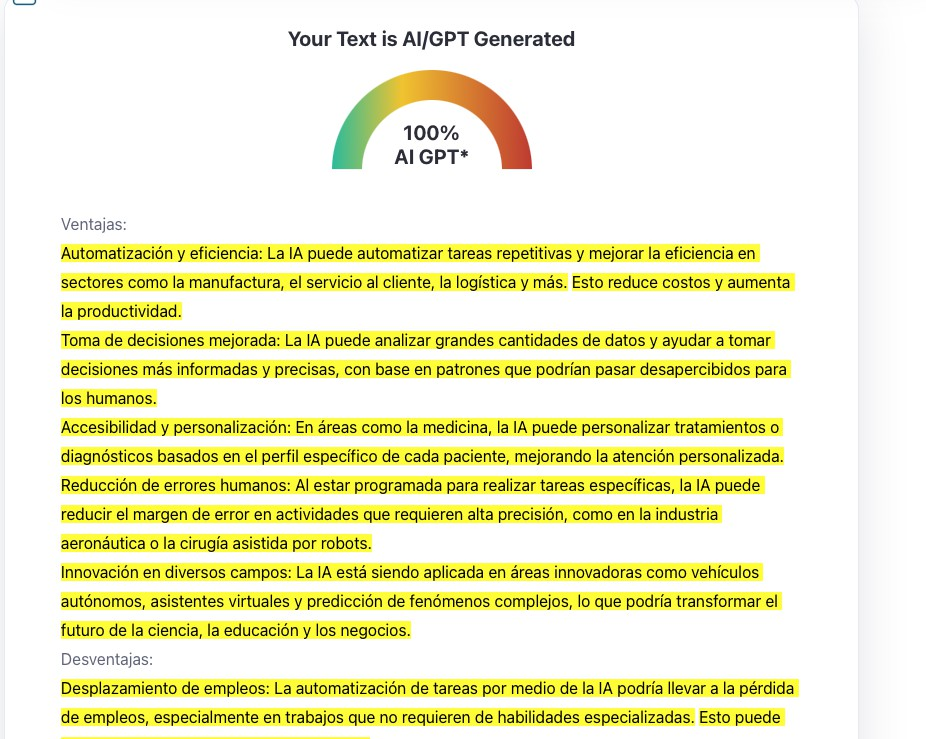 Your Text is AI/GPT Generated
100%
AI GPT*
Ventajas:
Automatización y eficiencia: La IA puede automatizar tareas repetitivas y mejorar la eficiencia en
sectores como la manufactura, el servicio al cliente, la logística y más. Esto reduce costos y aumenta
la productividad.
Toma de decisiones mejorada: La IA puede analizar grandes cantidades de datos y ayudar a tomar
decisiones más informadas y precisas, con base en patrones que podrían pasar desapercibidos para
los humanos.
Accesibilidad y personalización: En áreas como la medicina, la IA puede personalizar tratamientos o
diagnósticos basados en el perfil específico de cada paciente, mejorando la atención personalizada.
Reducción de errores humanos: Al estar programada para realizar tareas específicas, la IA puede
reducir el margen de error en actividades que requieren alta precisión, como en la industria
aeronáutica o la cirugía asistida por robots.
Innovación en diversos campos: La IA está siendo aplicada en áreas innovadoras como vehículos
autónomos, asistentes virtuales y predicción de fenómenos complejos, lo que podría transformar el
futuro de la ciencia, la educación y los negocios.
Desventajas:
Desplazamiento de empleos: La automatización de tareas por medio de la IA podría llevar a la pérdida
de empleos, especialmente en trabajos que no requieren de habilidades especializadas. Esto puede